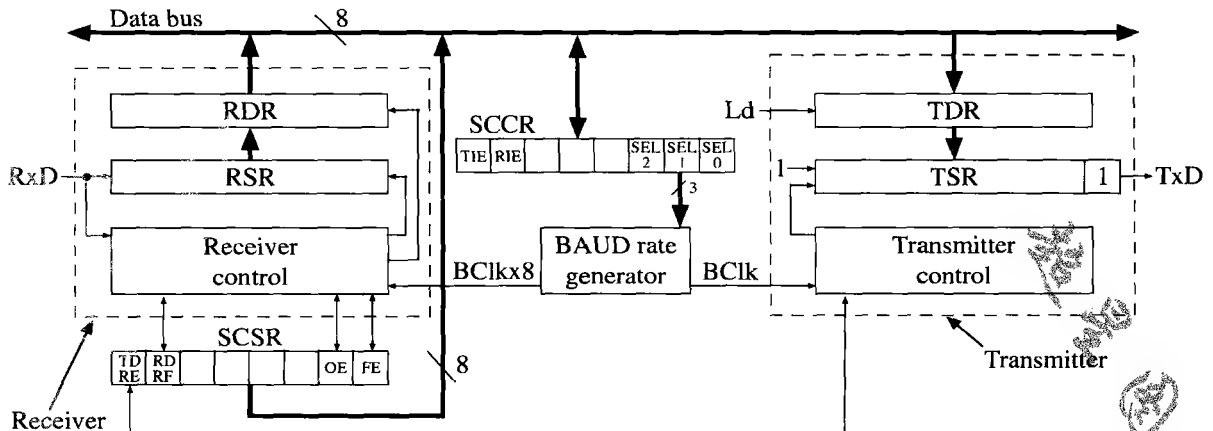 Data bus
8
RDR
RSR
RxD
Receiver
control
SCSR
TD
RE
RD
RF
OE
FE
8
Receiver
SCCR
TIE
RIE
SEL
2
SEL
1
SEL
0
3
BAUD rate
generator
BClkx8
BClk
Ld
TDR
1
TSR
1
TxD
Transmitter
control
Transmitter